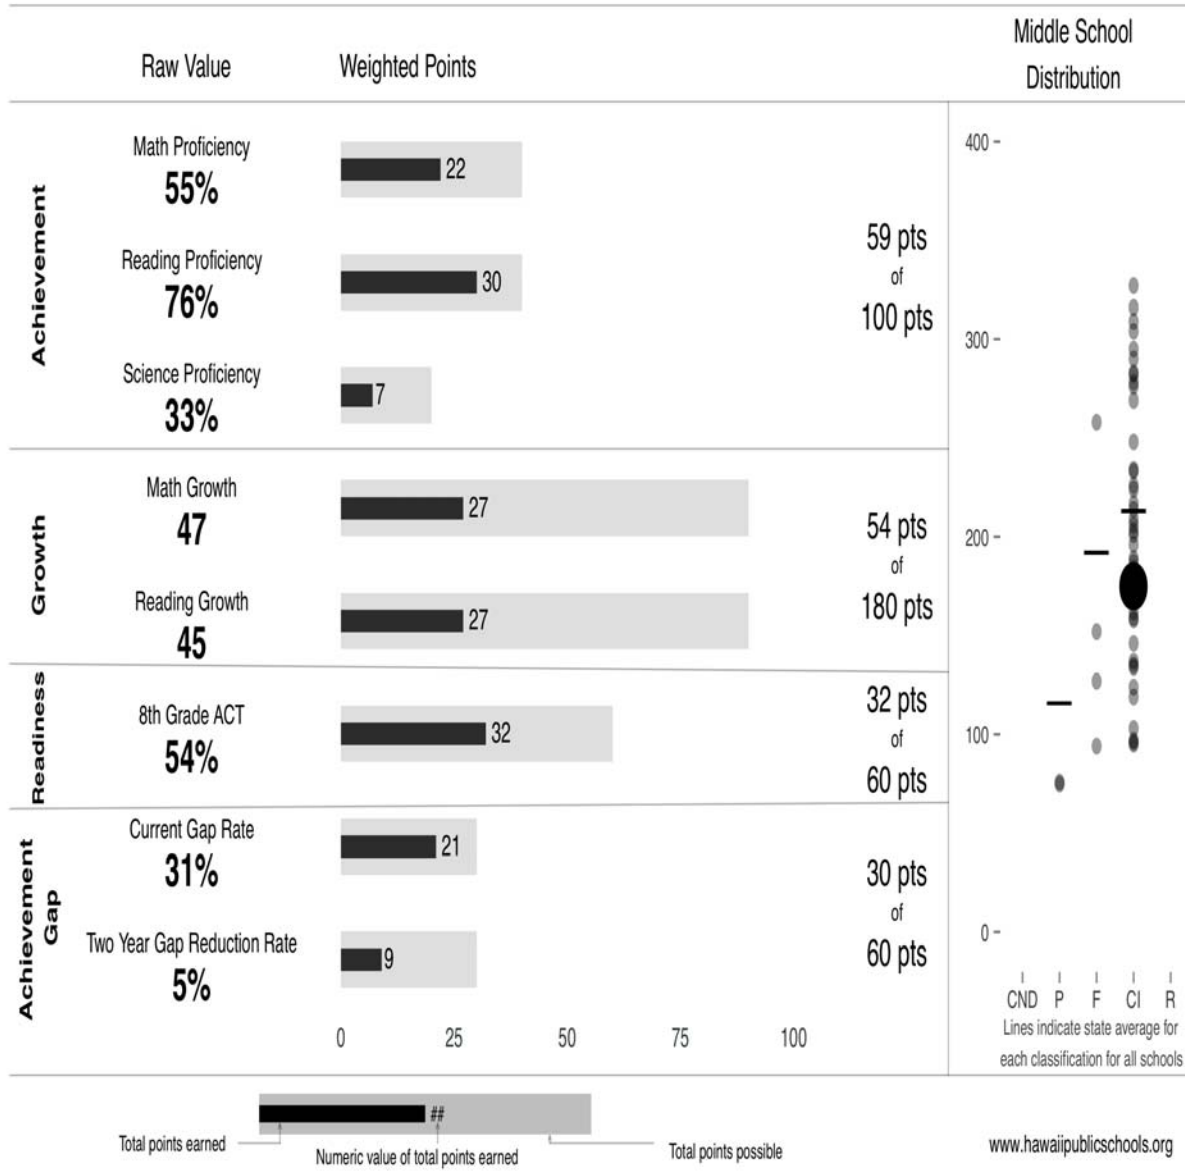 Raw Value
Weighted Points
Middle School
Distribution
Achievement
Math Proficiency
55%
22
Reading Proficiency
76%
30
Science Proficiency
33%
7
59 pts
of
100 pts
Growth
Math Growth
47
27
Reading Growth
45
27
54 pts
of
180 pts
Readiness
8th Grade ACT
54%
32
32 pts
of
60 pts
Achievement
Gap
Current Gap Rate
31%
21
Two Year Gap Reduction Rate
5%
9
30 pts
of
60 pts
0 25 50 75 100
400
300
200
100
0
CND P F CI R
Lines indicate state average for
each classification for all schools
##
Total points earned
Numeric value of total points earned
Total points possible
www.hawaiipublicschools.org